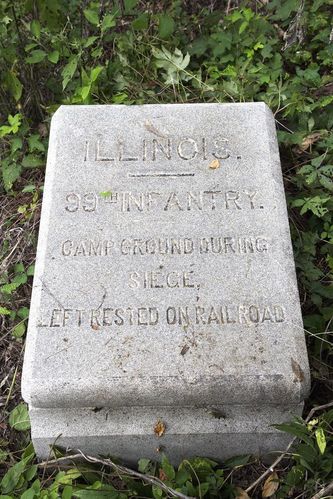 ILLINOIS.
99TH INFANTRY.
CAMP GROUND DURING
SIEGE,
LEFT RESTED ON RAILROAD